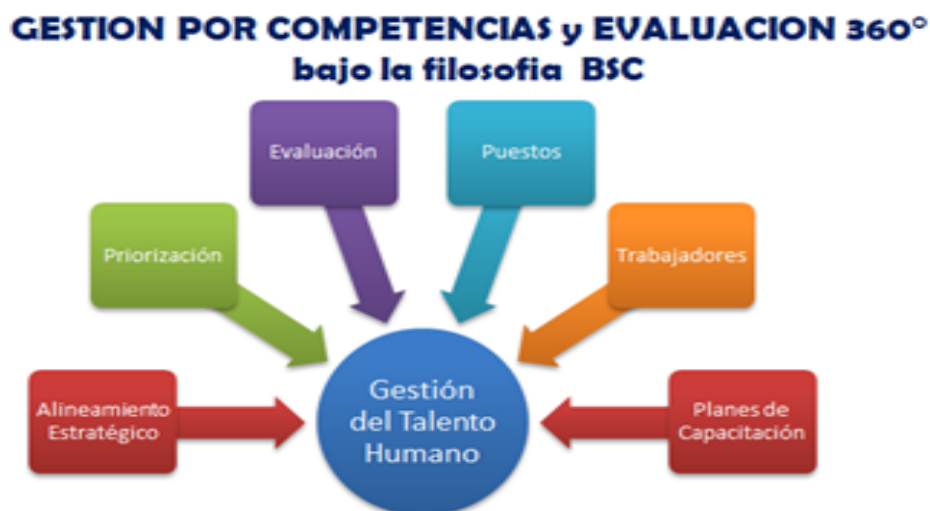 GESTION POR COMPETENCIAS y EVALUACION 360°
bajo la filosofia BSC
Evaluación
Puestos
Priorización
Trabajadores
Alineamiento
Estratégico
Gestión
del Talento
Humano
Planes de
Capacitación